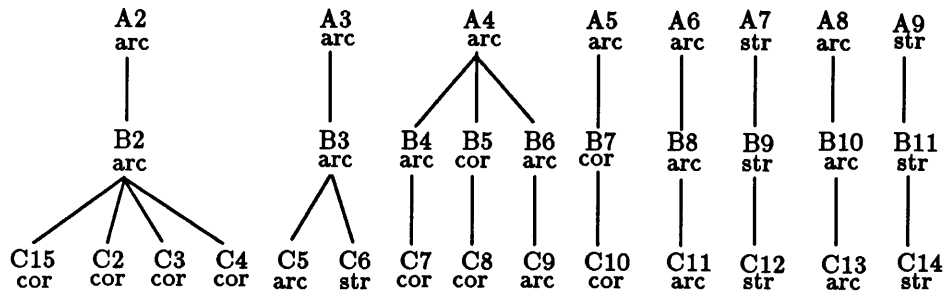 A2 A3 A4 A5 A6 A7 A8 A9
arc arc arc arc arc str arc str
B2 B3 B4 B5 B6 B7 B8 B9 B10 B11
arc arc arc cor arc cor arc str arc str
C15 C2 C3 C4 C5 C6 C7 C8 C9 C10 C11 C12 C13 C14
cor cor cor cor arc str cor cor arc cor arc str arc str